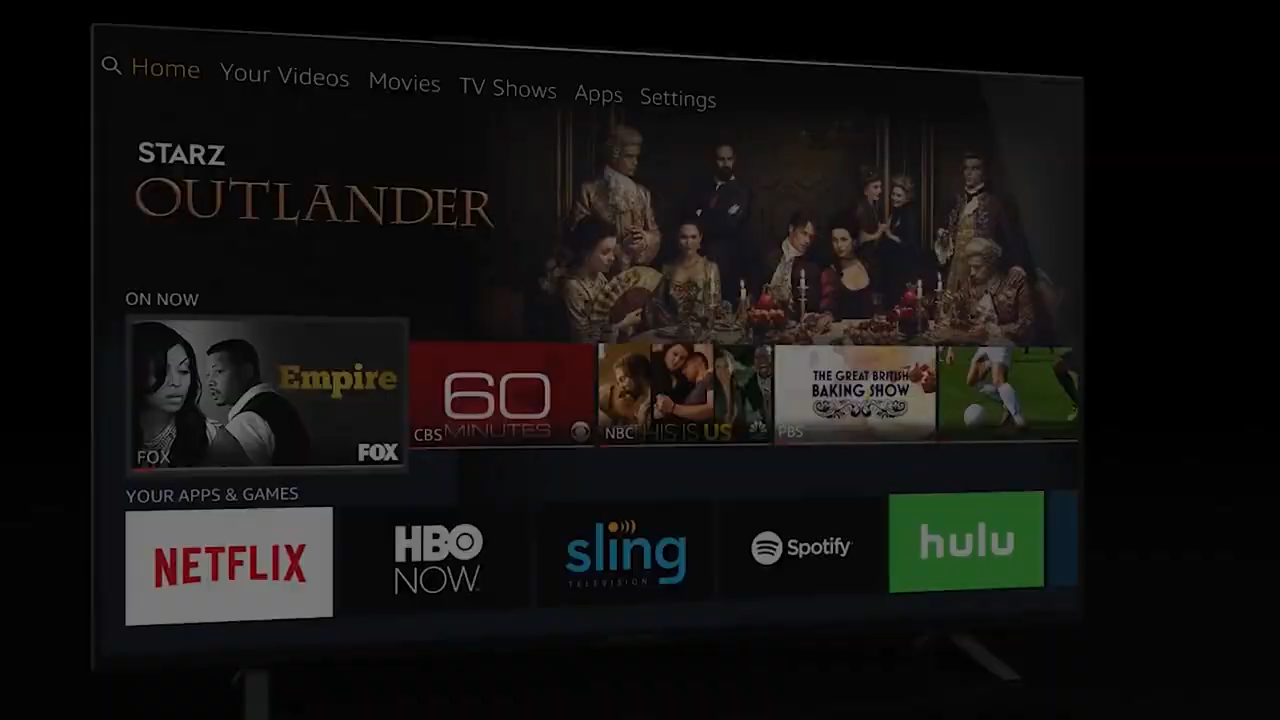 Home Your Videos Movies TV Shows Apps Settings
STARZ
OUTLANDER
ON NOW
Empire
FOX
FOX
60
MINUTES
CBS
THIS IS US
NBC
THE GREAT BRITISH
BAKING SHOW
PBS
YOUR APPS & GAMES
NETFLIX
HBO
NOW
sling
TELEVISION
Spotify
hulu